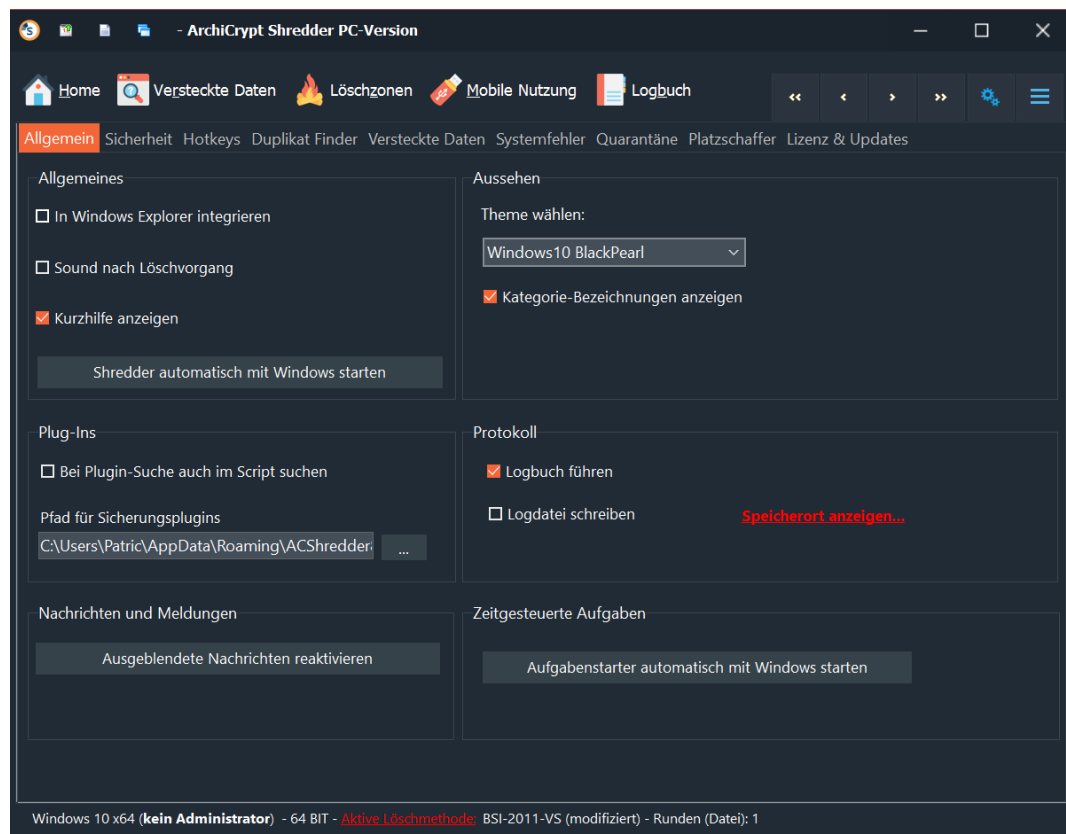 - ArchiCrypt Shredder PC-Version
Home Versteckte Daten Löschzonen Mobile Nutzung Logbuch
Allgemein Sicherheit Hotkeys Duplikat Finder Versteckte Daten Systemfehler Quarantäne Platzschaffer Lizenz & Updates
Allgemeines
In Windows Explorer integrieren
Sound nach Löschvorgang
Kurzhilfe anzeigen
Shredder automatisch mit Windows starten
Aussehen
Theme wählen:
Windows10 BlackPearl
Kategorie-Bezeichnungen anzeigen
Plug-Ins
Bei Plugin-Suche auch im Script suchen
Pfad für Sicherungsplugins
C:\Users\Patric\AppData\Roaming\ACShredder
...
Protokoll
Logbuch führen
Logdatei schreiben
Speicherort anzeigen...
Nachrichten und Meldungen
Ausgeblendete Nachrichten reaktivieren
Zeitgesteuerte Aufgaben
Aufgabenstarter automatisch mit Windows starten
Windows 10 x64 (kein Administrator) - 64 BIT - Aktive Löschmethode: BSI-2011-VS (modifiziert) - Runden (Datei): 1